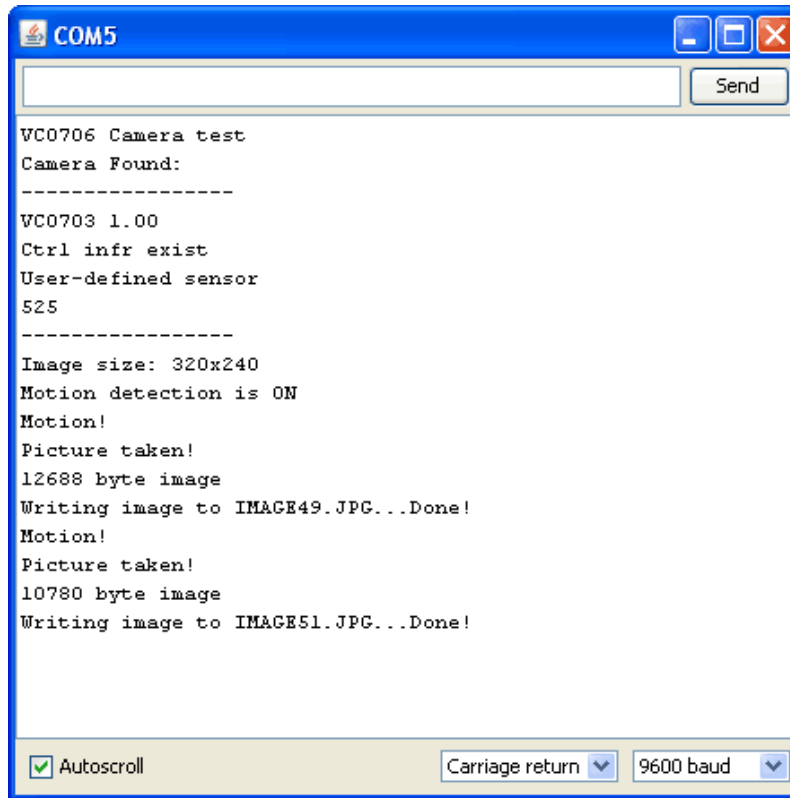 COM5
Send
VC0706 Camera test
Camera Found:
-----------------
VC0703 1.00
Ctrl infr exist
User-defined sensor
525
-----------------
Image size: 320x240
Motion detection is ON
Motion!
Picture taken!
12688 byte image
Writing image to IMAGE49.JPG...Done!
Motion!
Picture taken!
10780 byte image
Writing image to IMAGE51.JPG...Done!
Autoscroll Carriage return 9600 baud